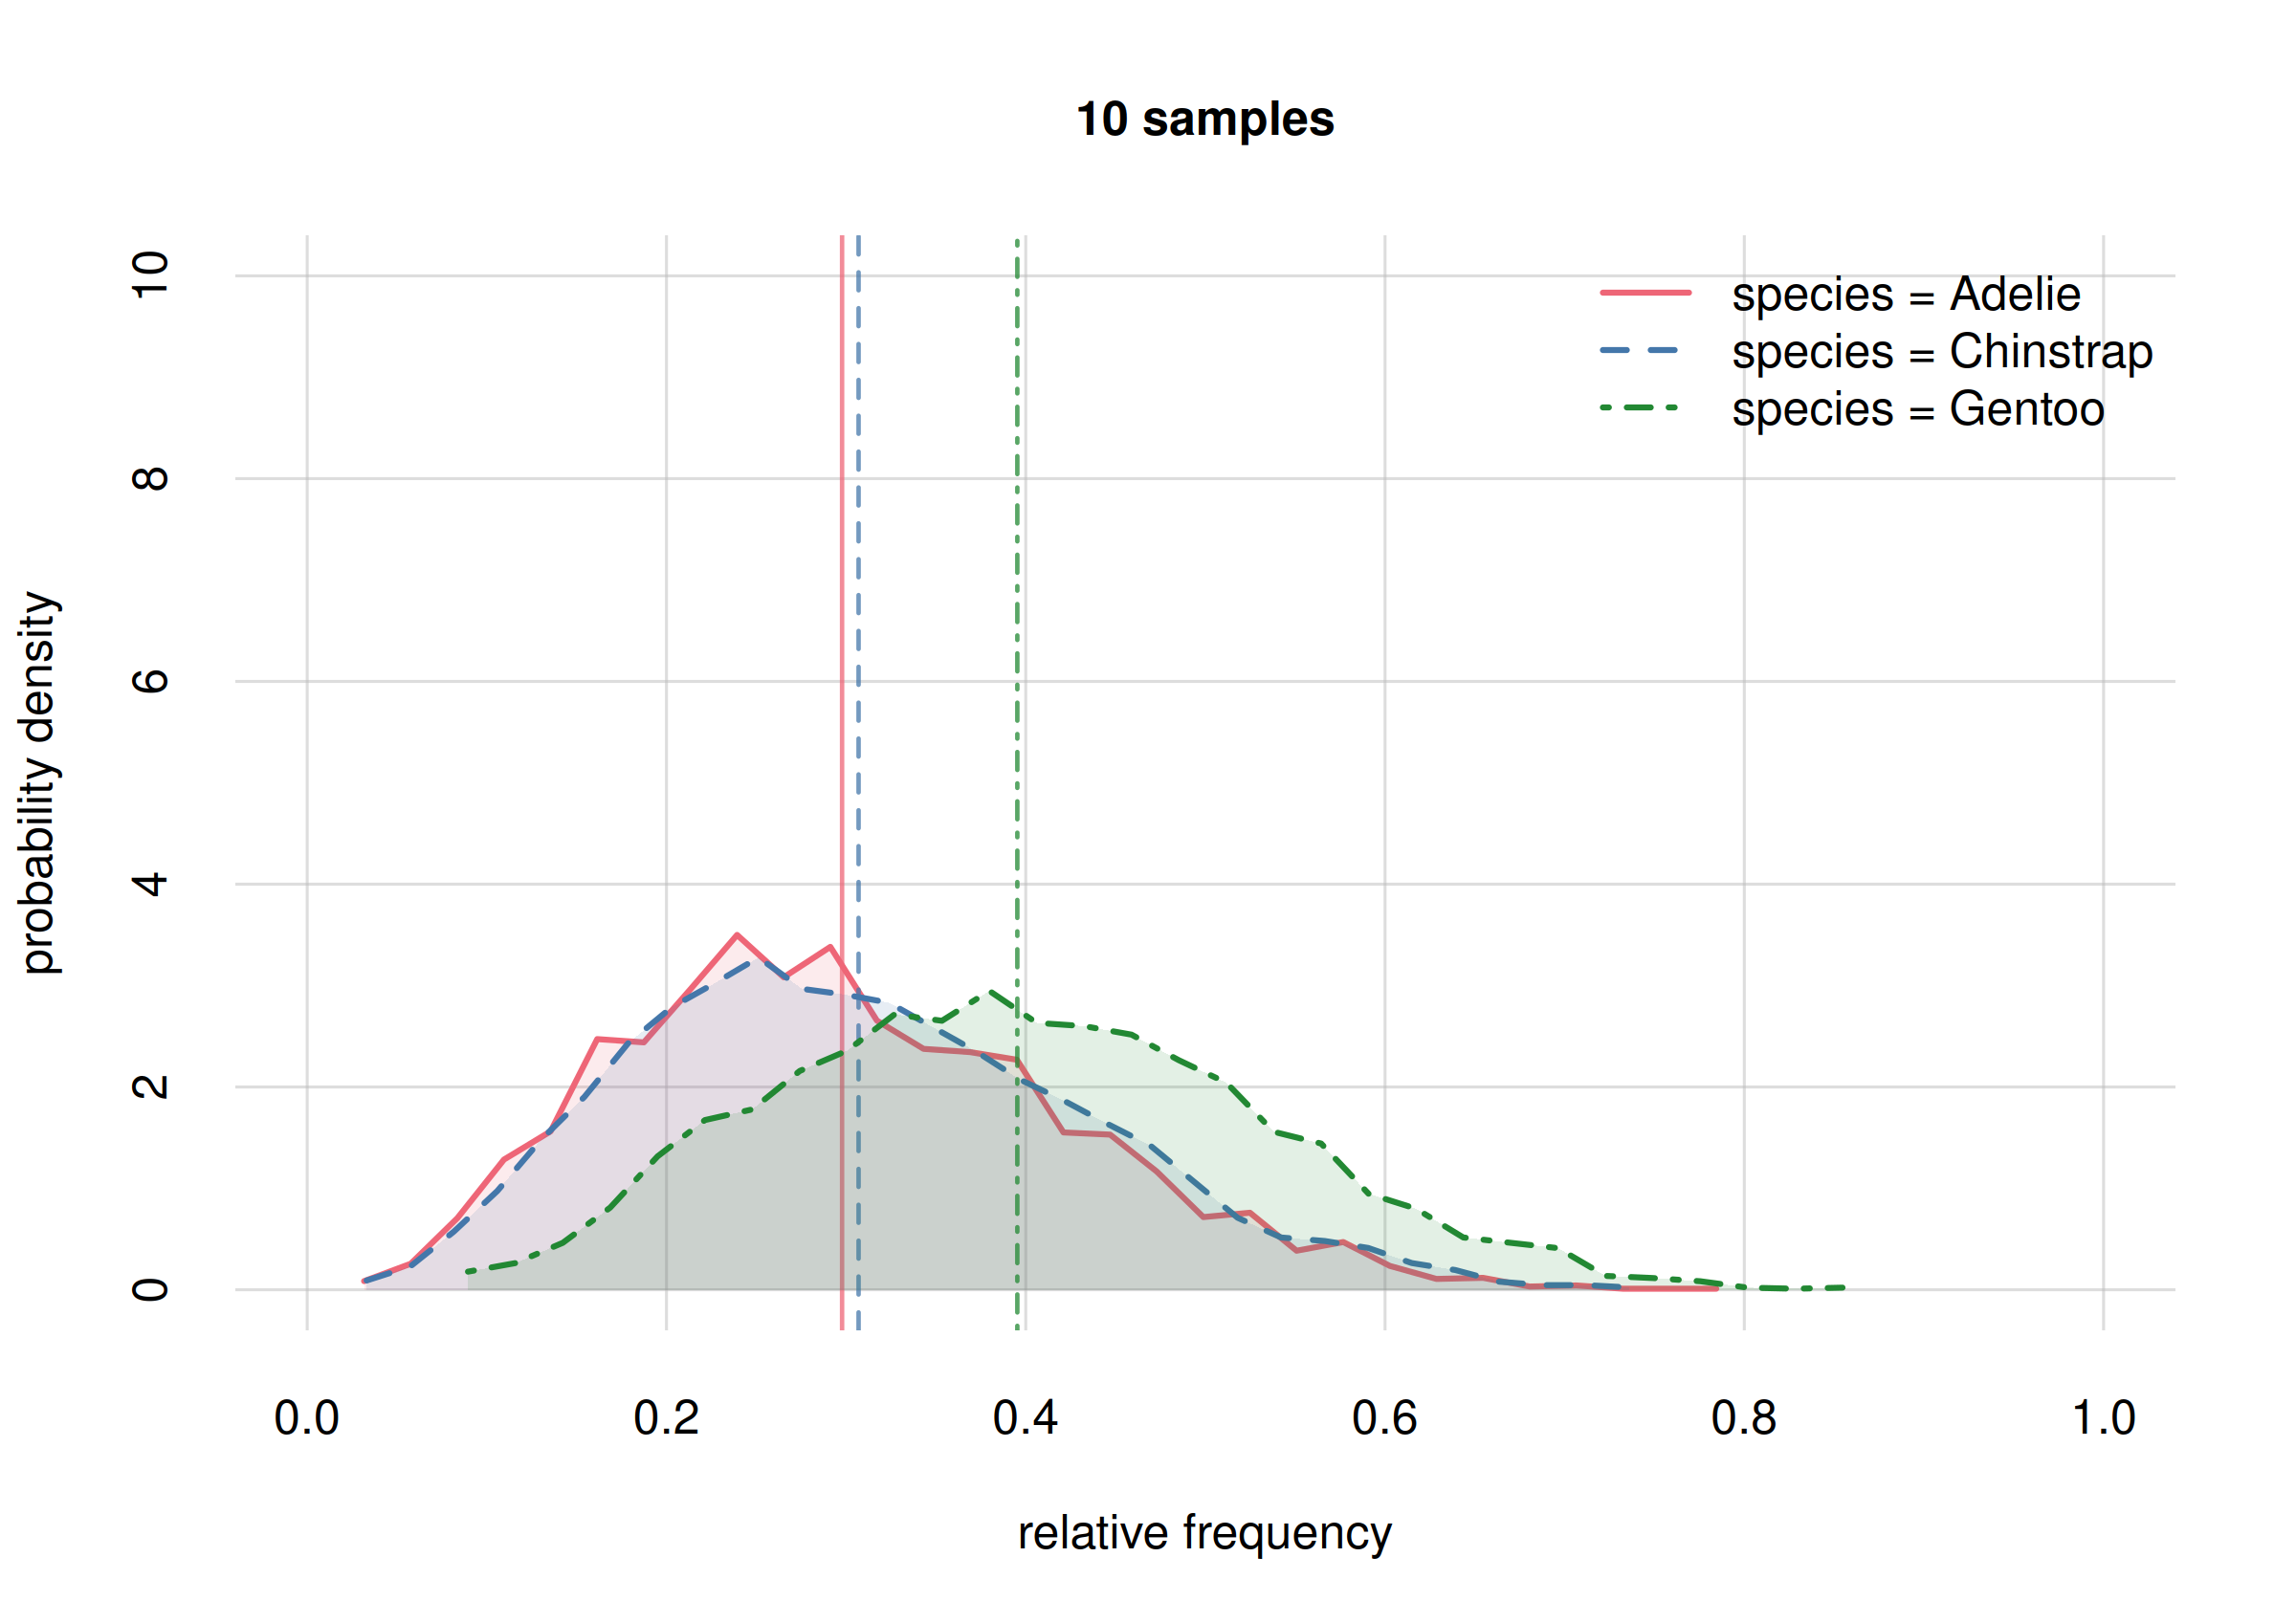 10 samples
species = Adelie
species = Chinstrap
species = Gentoo
probability density
10
8
6
4
2
0
0.0 0.2 0.4 0.6 0.8 1.0
relative frequency